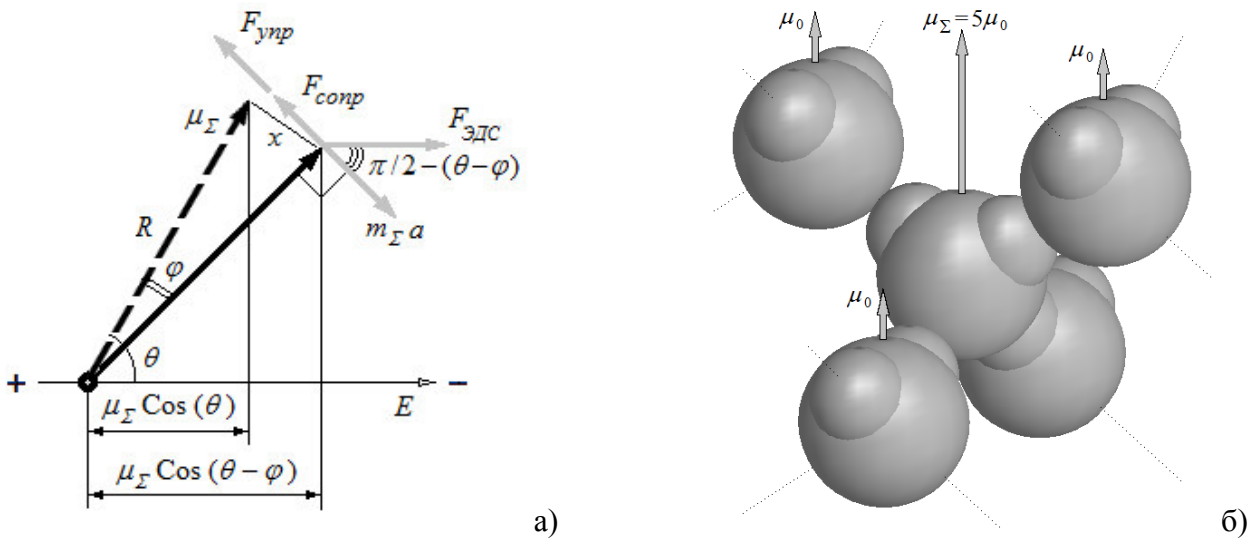 F_упр
F_сопр
μ_Σ
F_ЭДС
x
π/2−(θ−φ)
R
m_Σ a
φ
θ
+
−
E
μ_Σ Cos (θ)
μ_Σ Cos (θ − φ)
а)
μ_0
μ_Σ = 5μ_0
μ_0
μ_0
б)